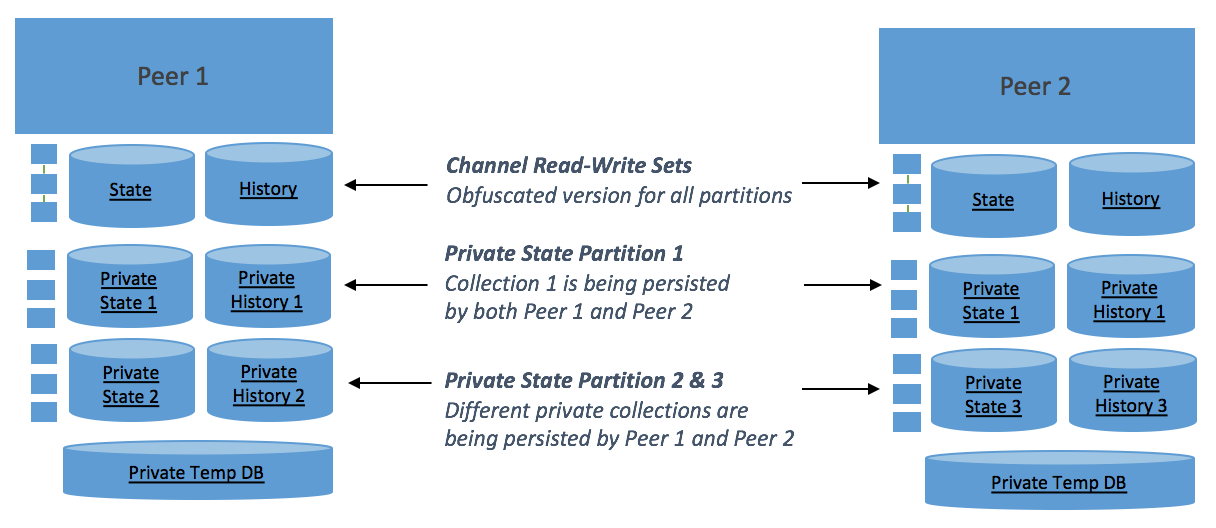 Peer 1
State
History
Private
State 1
Private
History 1
Private
State 2
Private
History 2
Private Temp DB
Channel Read-Write Sets
Obfuscated version for all partitions
Private State Partition 1
Collection 1 is being persisted
by both Peer 1 and Peer 2
Private State Partition 2 & 3
Different private collections are
being persisted by Peer 1 and Peer 2
Peer 2
State
History
Private
State 1
Private
History 1
Private
State 3
Private
History 3
Private Temp DB